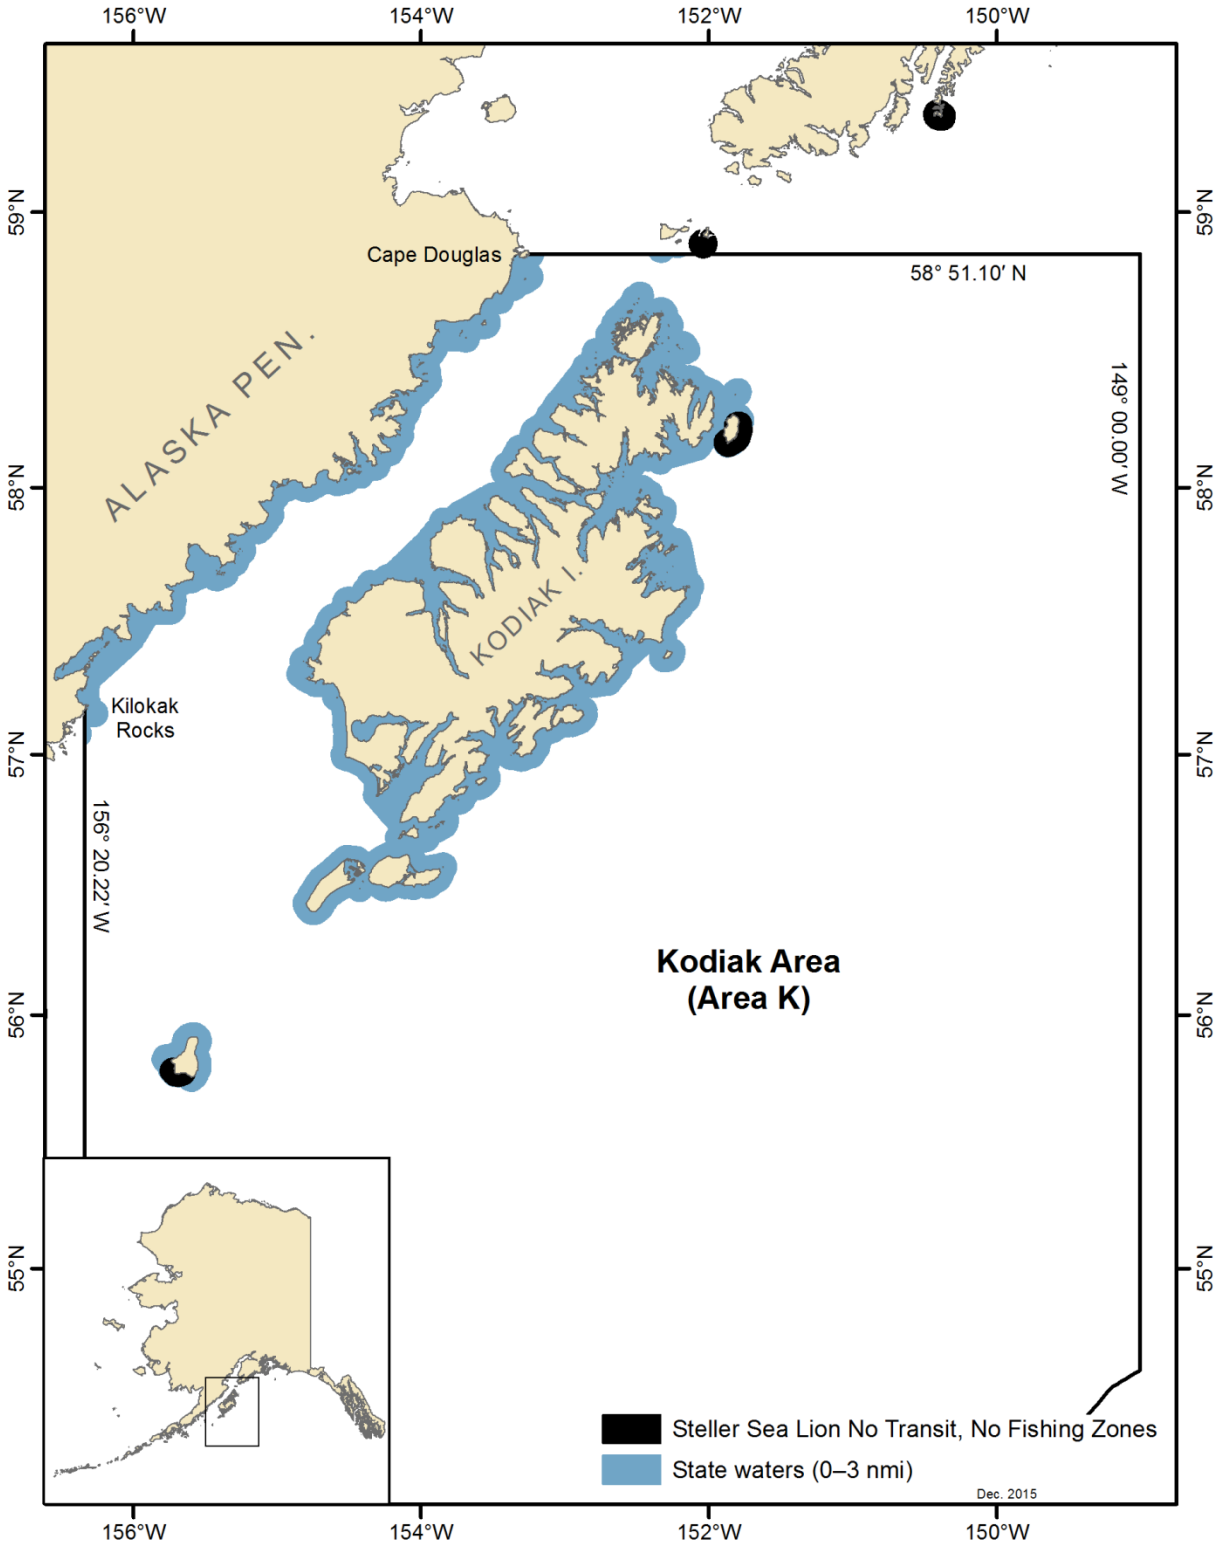 156°W
154°W
152°W
150°W
59°N
59°N
Cape Douglas
58° 51.10' N
ALASKA PEN.
149° 00.00' W
58°N
58°N
KODIAK I.
Kilokak
Rocks
57°N
57°N
156° 20.22' W
Kodiak Area
(Area K)
56°N
56°N
55°N
55°N
Steller Sea Lion No Transit, No Fishing Zones
State waters (0–3 nmi)
Dec. 2015
156°W
154°W
152°W
150°W